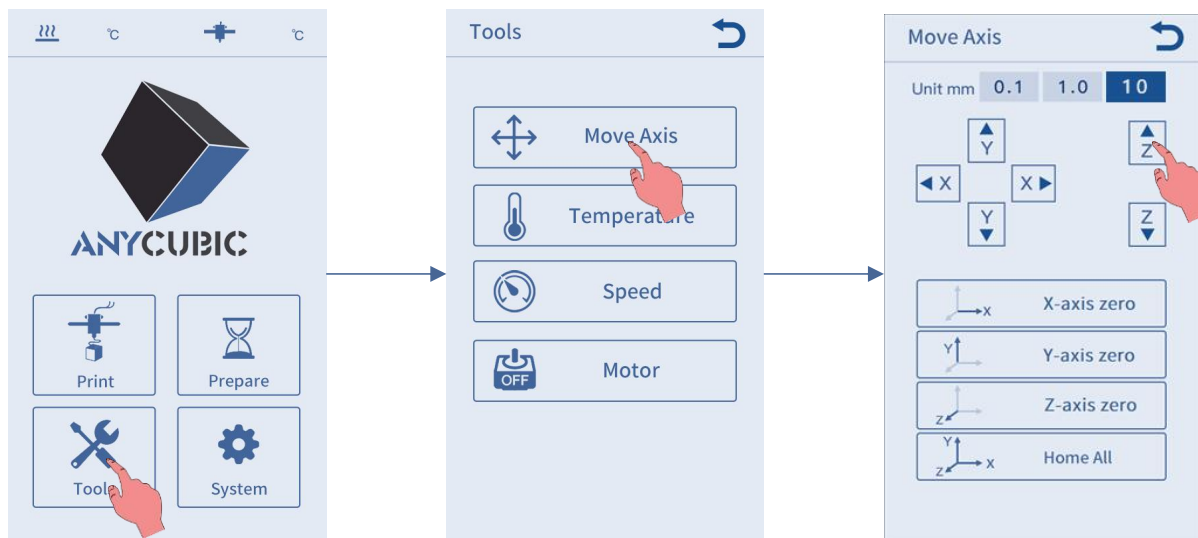 ℃ ℃
ANYCUBIC
Print Prepare
Tools System
Tools
Move Axis
Temperature
Speed
OFF Motor
Move Axis
Unit mm 0.1 1.0 10
Y Z
X X
Y Z
X X-axis zero
Y Y-axis zero
Z Z-axis zero
Y Z X Home All